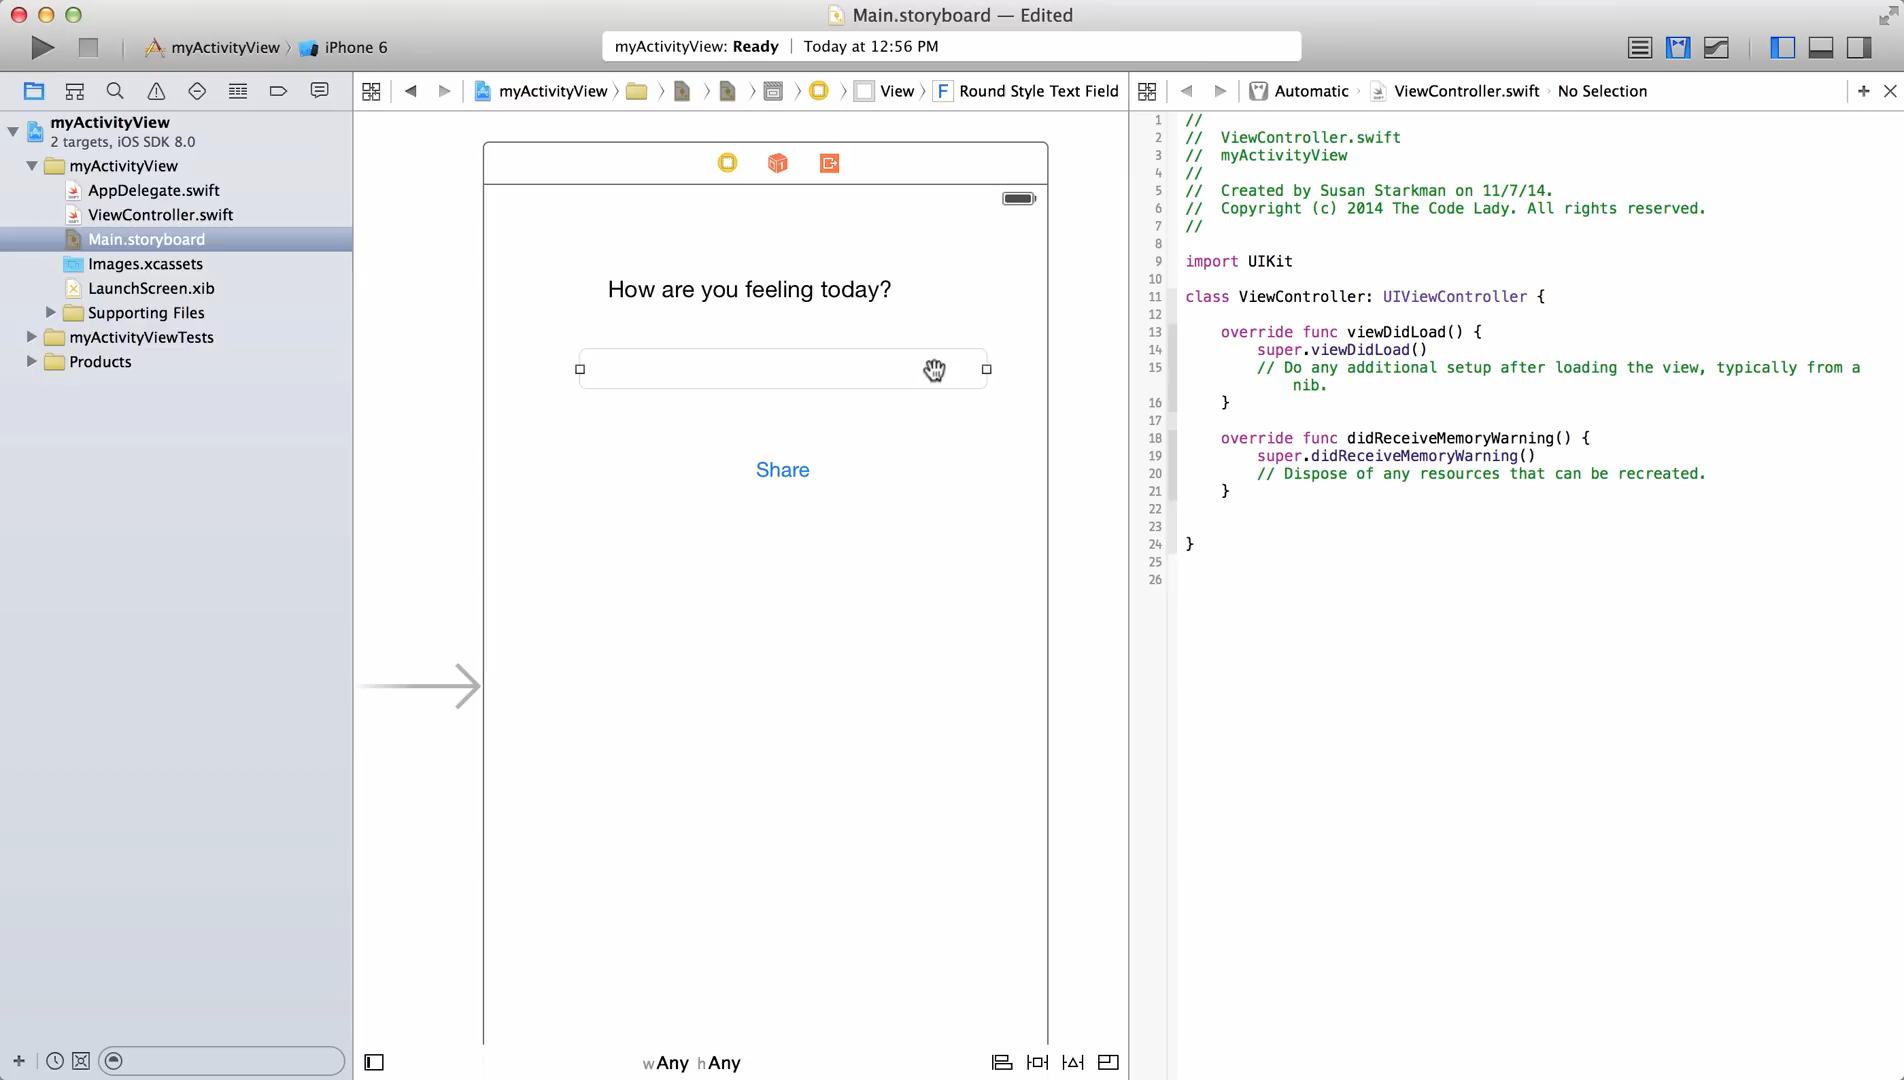 Main.storyboard — Edited
myActivityView iPhone 6
myActivityView: Ready Today at 12:56 PM
myActivityView View F Round Style Text Field
Automatic ViewController.swift No Selection
myActivityView
2 targets, iOS SDK 8.0
myActivityView
AppDelegate.swift
ViewController.swift
Main.storyboard
Images.xcassets
LaunchScreen.xib
Supporting Files
myActivityViewTests
Products
How are you feeling today?
Share
wAny hAny
1 //
2 //  ViewController.swift
3 //  myActivityView
4 //
5 //  Created by Susan Starkman on 11/7/14.
6 //  Copyright (c) 2014 The Code Lady. All rights reserved.
7 //
8
9 import UIKit
10
11 class ViewController: UIViewController {
12
13     override func viewDidLoad() {
14         super.viewDidLoad()
15         // Do any additional setup after loading the view, typically from a
nib.
16     }
17
18     override func didReceiveMemoryWarning() {
19         super.didReceiveMemoryWarning()
20         // Dispose of any resources that can be recreated.
21     }
22
23
24 }
25
26